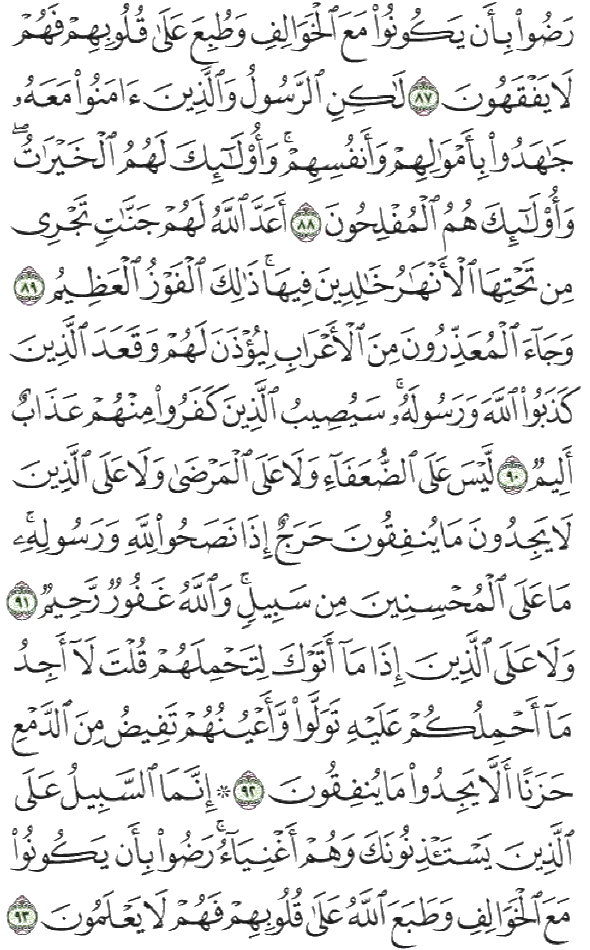 رَضُوا۟ بِأَن يَكُونُوا۟ مَعَ ٱلْخَوَالِفِ وَطُبِعَ عَلَىٰ قُلُوبِهِمْ فَهُمْ
لَا يَفْقَهُونَ ٨٧ لَٰكِنِ ٱلرَّسُولُ وَٱلَّذِينَ ءَامَنُوا۟ مَعَهُۥ
جَٰهَدُوا۟ بِأَمْوَٰلِهِمْ وَأَنفُسِهِمْ ۚ وَأُو۟لَٰٓئِكَ لَهُمُ ٱلْخَيْرَٰتُ ۖ
وَأُو۟لَٰٓئِكَ هُمُ ٱلْمُفْلِحُونَ ٨٨ أَعَدَّ ٱللَّهُ لَهُمْ جَنَّٰتٍ تَجْرِى
مِن تَحْتِهَا ٱلْأَنْهَٰرُ خَٰلِدِينَ فِيهَا ۚ ذَٰلِكَ ٱلْفَوْزُ ٱلْعَظِيمُ ٨٩
وَجَآءَ ٱلْمُعَذِّرُونَ مِنَ ٱلْأَعْرَابِ لِيُؤْذَنَ لَهُمْ وَقَعَدَ ٱلَّذِينَ
كَذَبُوا۟ ٱللَّهَ وَرَسُولَهُۥ ۚ سَيُصِيبُ ٱلَّذِينَ كَفَرُوا۟ مِنْهُمْ عَذَابٌ
أَلِيمٌ ٩٠ لَّيْسَ عَلَى ٱلضُّعَفَآءِ وَلَا عَلَى ٱلْمَرْضَىٰ وَلَا عَلَى ٱلَّذِينَ
لَا يَجِدُونَ مَا يُنفِقُونَ حَرَجٌ إِذَا نَصَحُوا۟ لِلَّهِ وَرَسُولِهِۦ ۚ
مَا عَلَى ٱلْمُحْسِنِينَ مِن سَبِيلٍ ۚ وَٱللَّهُ غَفُورٌ رَّحِيمٌ ٩١
وَلَا عَلَى ٱلَّذِينَ إِذَا مَآ أَتَوْكَ لِتَحْمِلَهُمْ قُلْتَ لَآ أَجِدُ
مَآ أَحْمِلُكُمْ عَلَيْهِ تَوَلَّوا۟ وَّأَعْيُنُهُمْ تَفِيضُ مِنَ ٱلدَّمْعِ
حَزَنًا أَلَّا يَجِدُوا۟ مَا يُنفِقُونَ ٩٢ ۞ إِنَّمَا ٱلسَّبِيلُ عَلَى
ٱلَّذِينَ يَسْتَـْٔذِنُونَكَ وَهُمْ أَغْنِيَآءُ ۚ رَضُوا۟ بِأَن يَكُونُوا۟
مَعَ ٱلْخَوَالِفِ وَطَبَعَ ٱللَّهُ عَلَىٰ قُلُوبِهِمْ فَهُمْ لَا يَعْلَمُونَ ٩٣